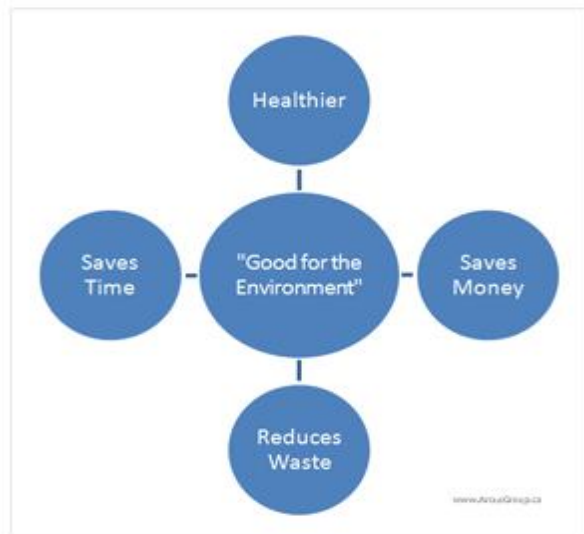 Healthier
Saves
Time
"Good for the
Environment"
Saves
Money
Reduces
Waste